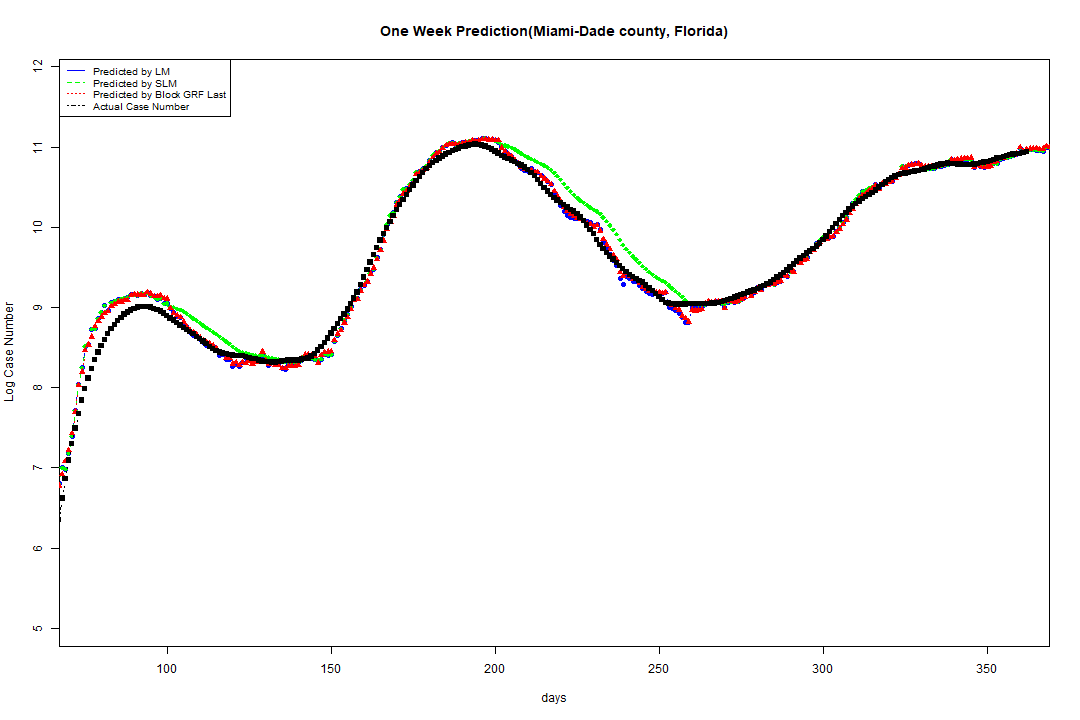 One Week Prediction(Miami-Dade county, Florida)
Predicted by LM
Predicted by SLM
Predicted by Block GRF Last
Actual Case Number
12
11
10
9
8
7
6
5
Log Case Number
100 150 200 250 300 350
days